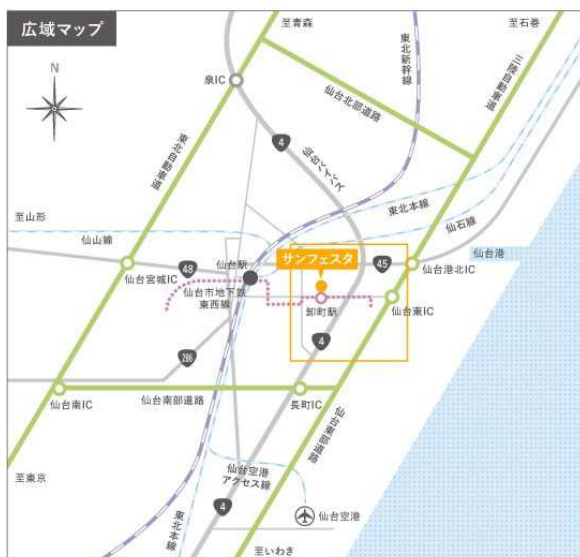 広域マップ
至青森
至石巻
N
泉IC
東北新幹線
三陸自動車道
仙台北部道路
東北自動車道
4
仙台バイパス
至山形
東北本線
仙石線
仙台港
仙山線
仙台駅
サンフェスタ
45
仙台港北IC
仙台宮城IC
48
仙台市地下鉄
東西線
卸町駅
仙台東IC
4
286
仙台南IC
仙台南部道路
長町IC
仙台東部道路
至東京
仙台空港
アクセス線
4
仙台空港
東北本線
至いわき